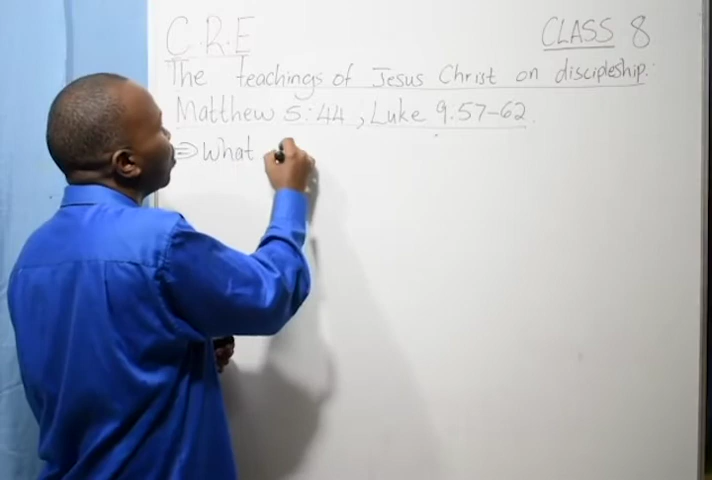 C.R.E CLASS 8
The teachings of Jesus Christ on discipleship.
Matthew 5:44, Luke 9:57-62.
What